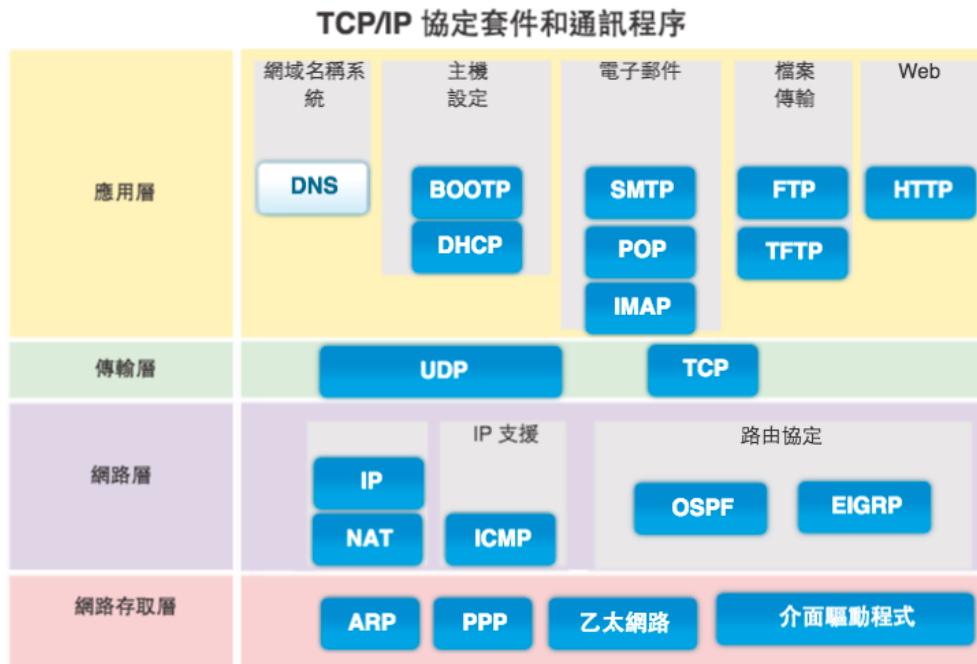 TCP/IP 協定套件和通訊程序
應用層
網域名稱系
統
主機
設定
電子郵件
檔案
傳輸
Web
DNS
BOOTP
SMTP
FTP
HTTP
DHCP
POP
TFTP
IMAP
傳輸層
UDP
TCP
網路層
IP 支援
路由協定
IP
OSPF
EIGRP
NAT
ICMP
網路存取層
ARP
PPP
乙太網路
介面驅動程式